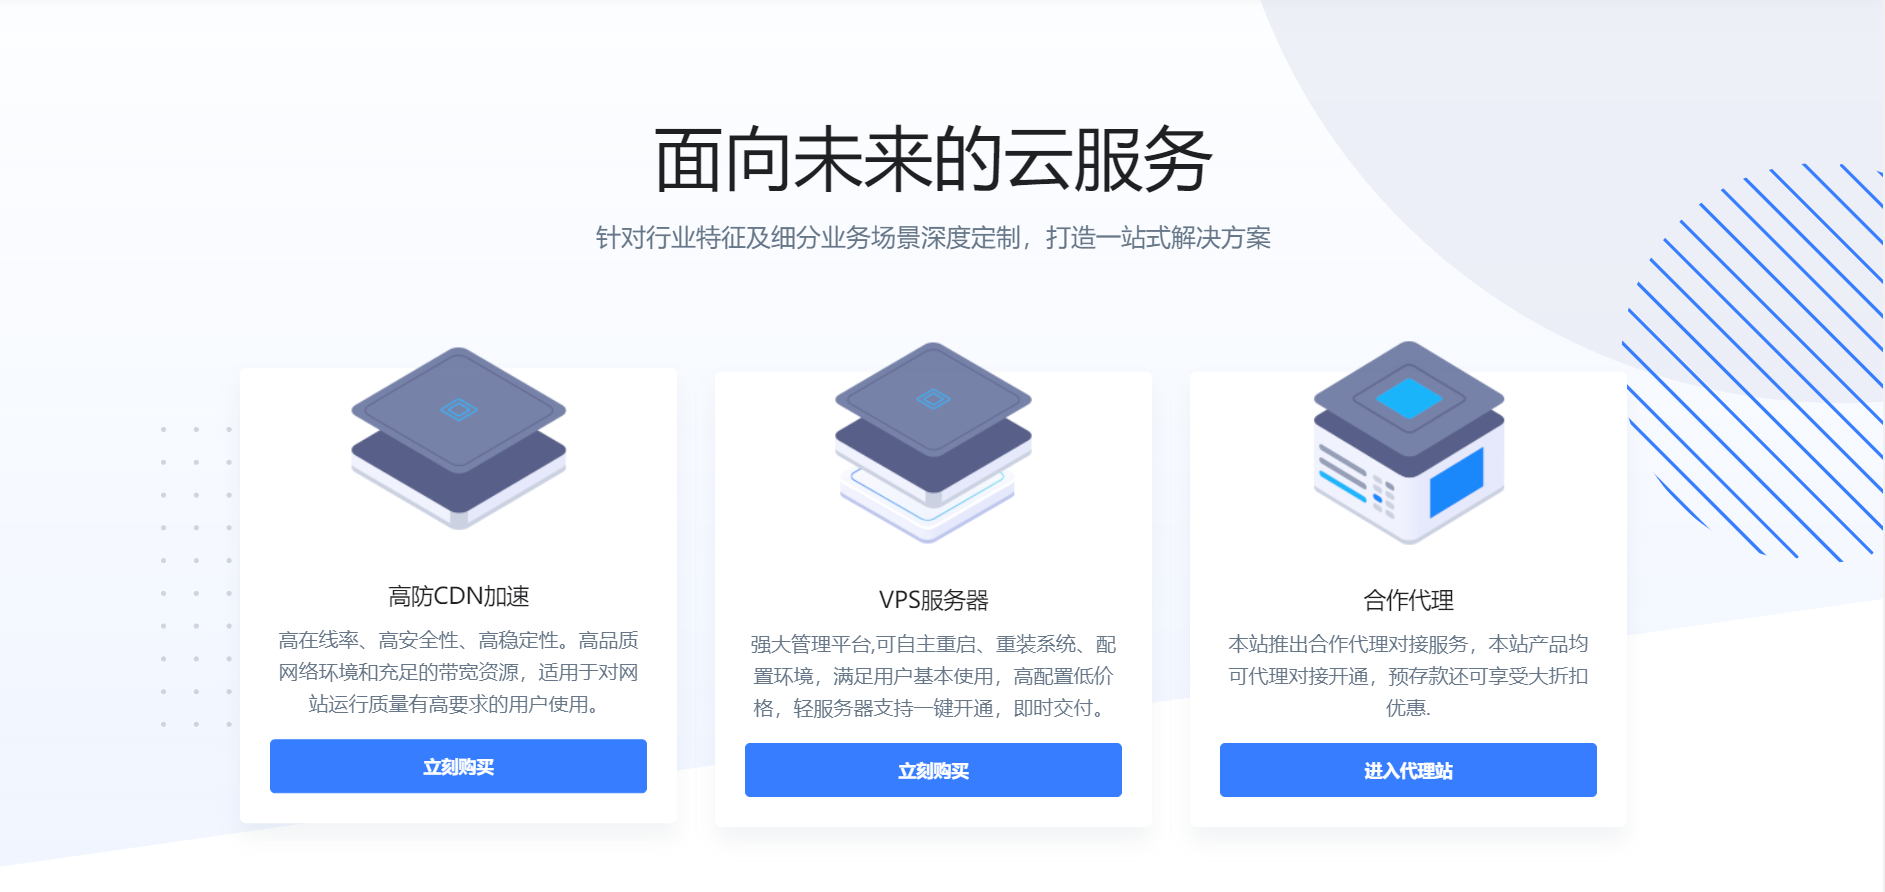 面向未来的云服务
针对行业特征及细分业务场景深度定制，打造一站式解决方案
高防CDN加速
高在线率、高安全性、高稳定性。高品质
网络环境和充足的带宽资源，适用于对网
站运行质量有高要求的用户使用。
立刻购买
VPS服务器
强大管理平台,可自主重启、重装系统、配
置环境，满足用户基本使用，高配置低价
格，轻服务器支持一键开通，即时交付。
立刻购买
合作代理
本站推出合作代理对接服务，本站产品均
可代理对接开通，预存款还可享受大折扣
优惠.
进入代理站